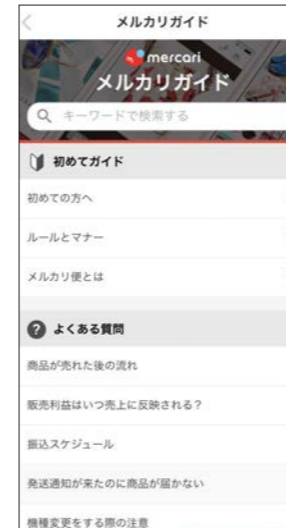 メルカリガイド
mercari
メルカリガイド
キーワードで検索する
初めてガイド
初めての方へ
ルールとマナー
メルカリ便とは
よくある質問
商品が売れた後の流れ
販売利益はいつ売上に反映される?
振込スケジュール
発送通知が来たのに商品が届かない
機種変更をする際の注意